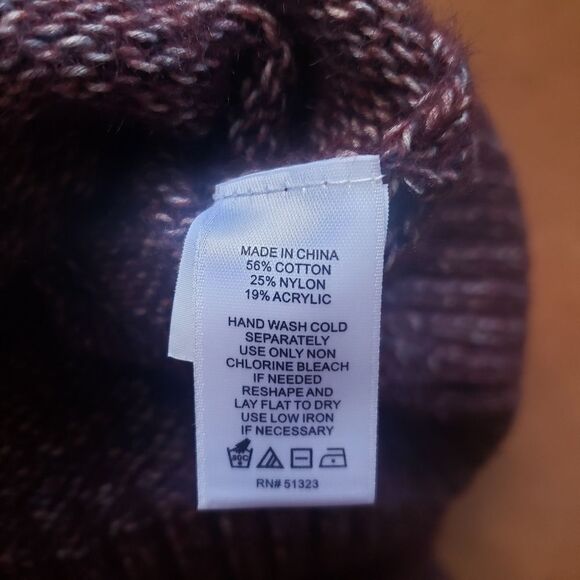 MADE IN CHINA
56% COTTON
25% NYLON
19% ACRYLIC
HAND WASH COLD
SEPARATELY
USE ONLY NON
CHLORINE BLEACH
IF NEEDED
RESHAPE AND
LAY FLAT TO DRY
USE LOW IRON
IF NECESSARY
RN# 51323